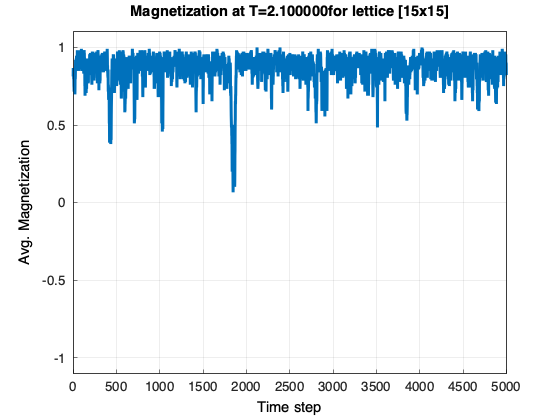 Magnetization at T=2.100000for lattice [15x15]
1
0.5
0
-0.5
-1
Avg. Magnetization
0 500 1000 1500 2000 2500 3000 3500 4000 4500 5000
Time step